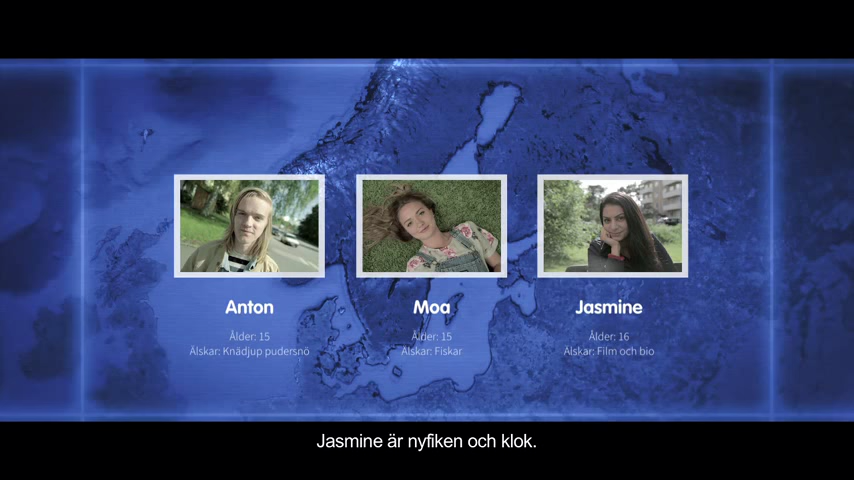 Anton
Ålder: 15
Älskar: Knädjup pudersnö
Moa
Ålder: 15
Älskar: Fiskar
Jasmine
Ålder: 16
Älskar: Film och bio
Jasmine är nyfiken och klok.